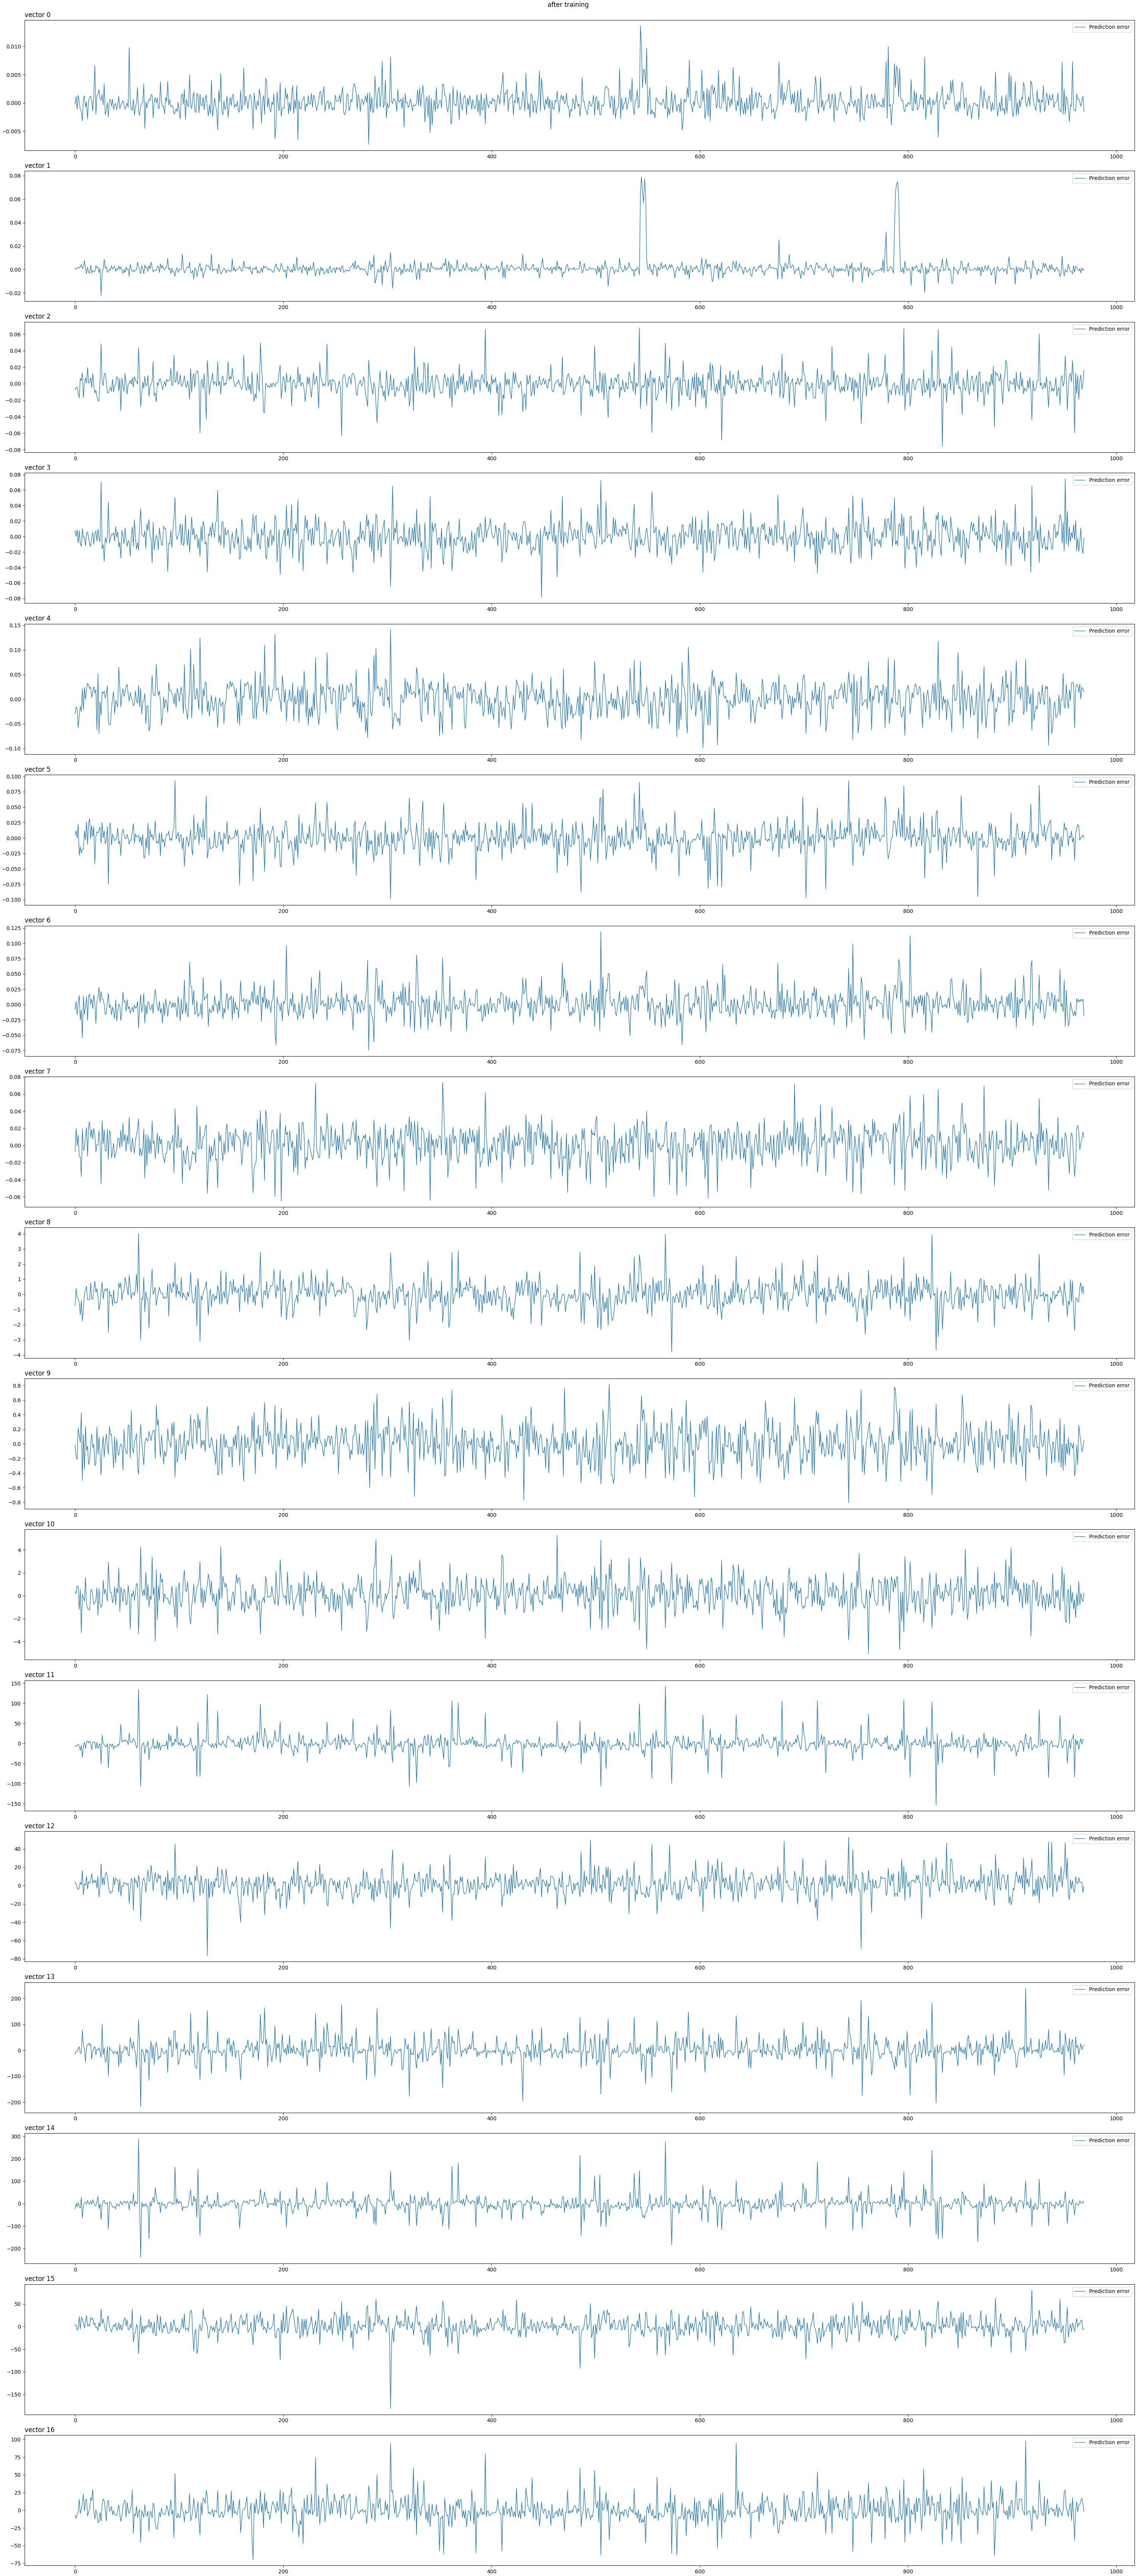 after training
vector 0
Prediction error
0.010
0.005
0.000
−0.005
0 200 400 600 800 1000
vector 1
Prediction error
0.08
0.06
0.04
0.02
0.00
−0.02
0 200 400 600 800 1000
vector 2
Prediction error
0.06
0.04
0.02
0.00
−0.02
−0.04
−0.06
−0.08
0 200 400 600 800 1000
vector 3
Prediction error
0.08
0.06
0.04
0.02
0.00
−0.02
−0.04
−0.06
−0.08
0 200 400 600 800 1000
vector 4
Prediction error
0.15
0.10
0.05
0.00
−0.05
−0.10
0 200 400 600 800 1000
vector 5
Prediction error
0.100
0.075
0.050
0.025
0.000
−0.025
−0.050
−0.075
−0.100
0 200 400 600 800 1000
vector 6
Prediction error
0.125
0.100
0.075
0.050
0.025
0.000
−0.025
−0.050
−0.075
0 200 400 600 800 1000
vector 7
Prediction error
0.08
0.06
0.04
0.02
0.00
−0.02
−0.04
−0.06
0 200 400 600 800 1000
vector 8
Prediction error
4
3
2
1
0
−1
−2
−3
−4
0 200 400 600 800 1000
vector 9
Prediction error
0.8
0.6
0.4
0.2
0.0
−0.2
−0.4
−0.6
−0.8
0 200 400 600 800 1000
vector 10
Prediction error
4
2
0
−2
−4
0 200 400 600 800 1000
vector 11
Prediction error
150
100
50
0
−50
−100
−150
0 200 400 600 800 1000
vector 12
Prediction error
40
20
0
−20
−40
−60
−80
0 200 400 600 800 1000
vector 13
Prediction error
200
100
0
−100
−200
0 200 400 600 800 1000
vector 14
Prediction error
300
200
100
0
−100
−200
0 200 400 600 800 1000
vector 15
Prediction error
50
0
−50
−100
−150
0 200 400 600 800 1000
vector 16
Prediction error
100
75
50
25
0
−25
−50
−75
0 200 400 600 800 1000